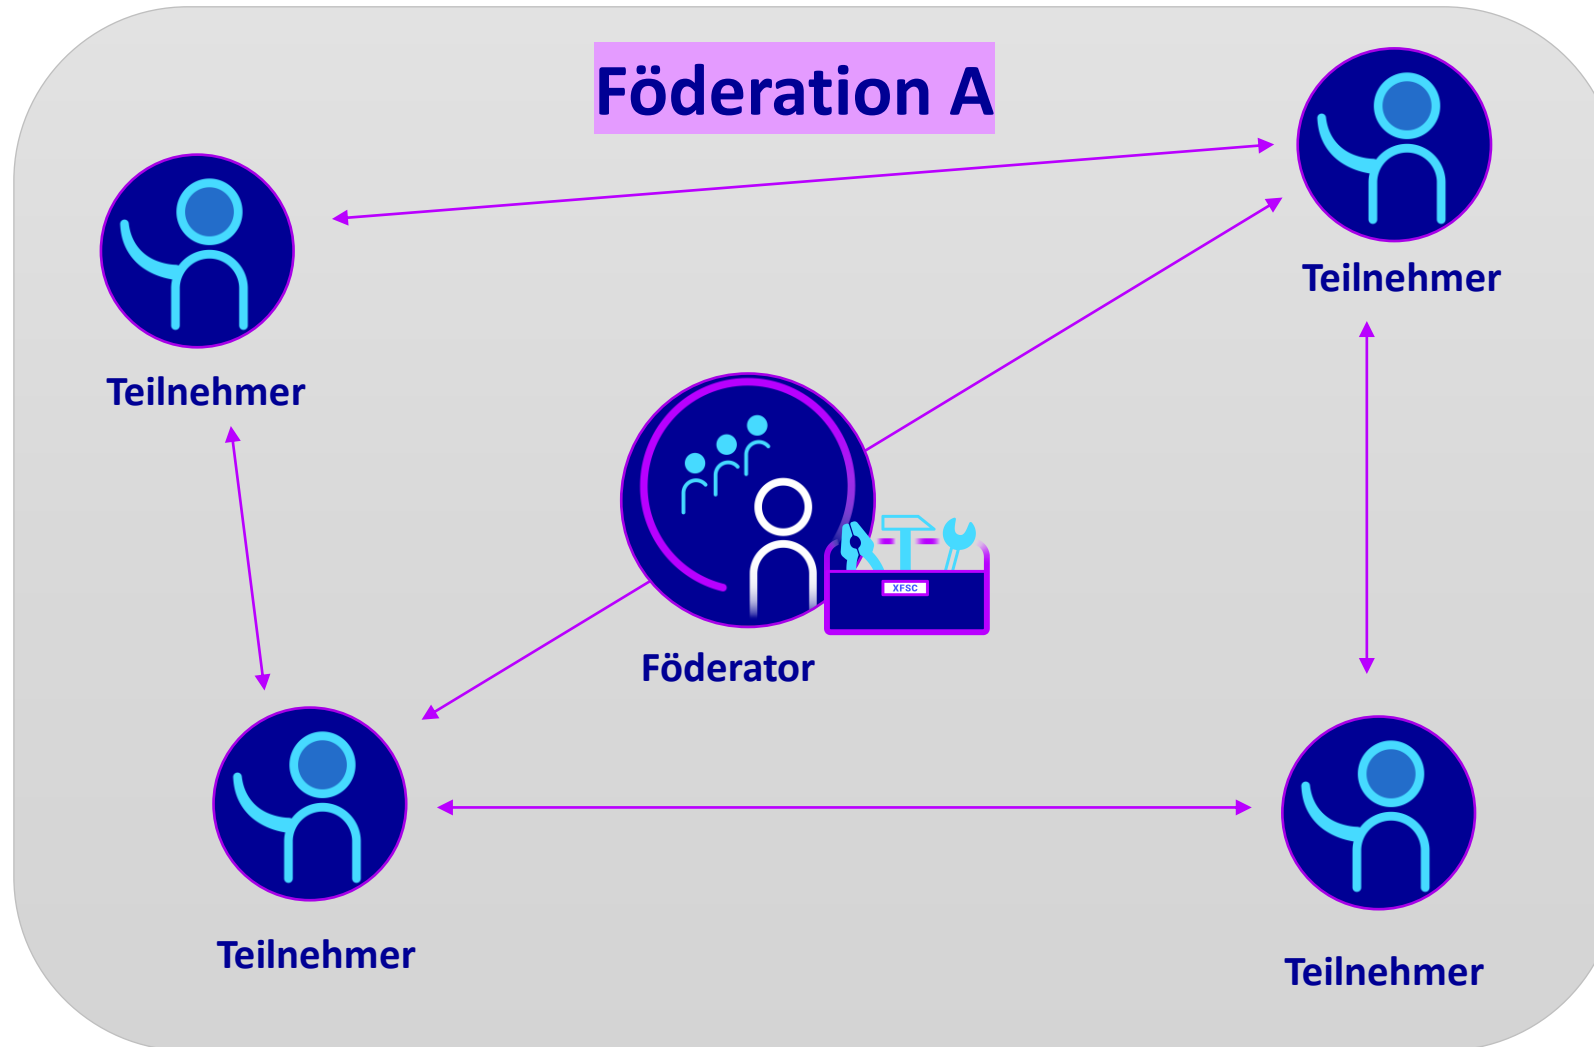 Föderation A
Teilnehmer
Teilnehmer
XFSC
Föderator
Teilnehmer
Teilnehmer